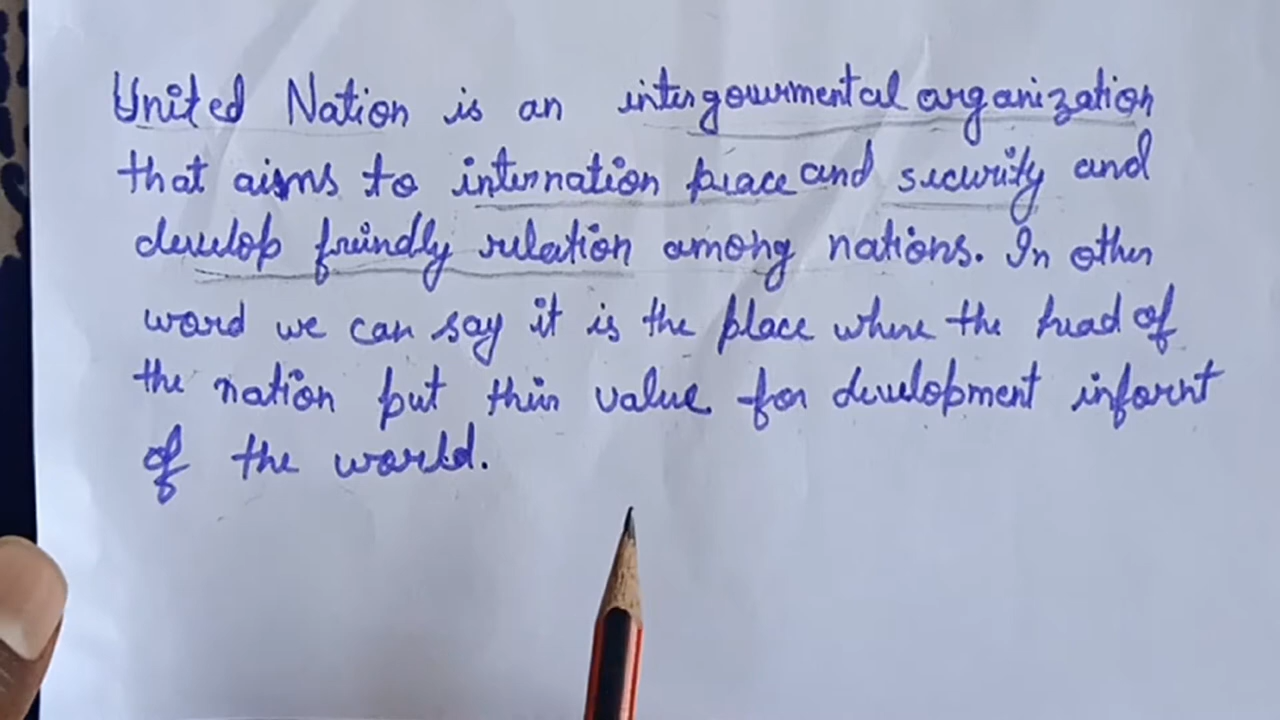 United Nation is an intergovermental organization
that aims to internation peace and security and
develop freindly relation among nations. In other
word we can say it is the place where the head of
the nation put thier value for development infornt
of the world.